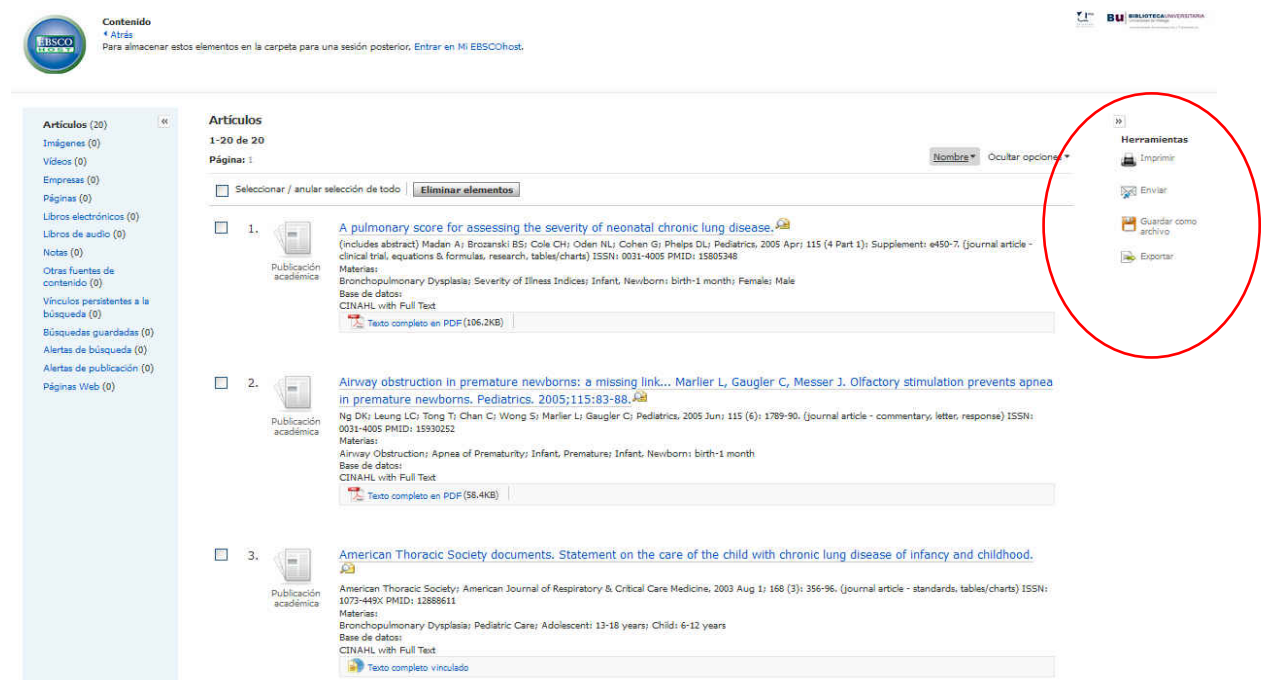 Contenido
Atrás
Para almacenar estos elementos en la carpeta para una sesión posterior, Entrar en Mi EBSCOhost.
EBSCO
HOST
BU BIBLIOTECAUNIVERSITARIA
Artículos (20)
Imágenes (0)
Vídeos (0)
Empresas (0)
Páginas (0)
Libros electrónicos (0)
Libros de audio (0)
Notas (0)
Otras fuentes de
contenido (0)
Vínculos persistentes a la
búsqueda (0)
Búsquedas guardadas (0)
Alertas de búsqueda (0)
Alertas de publicación (0)
Páginas Web (0)
Artículos
1-20 de 20
Página: 1
Nombre Ocultar opciones
Seleccionar / anular selección de todo Eliminar elementos
1.
Publicación
académica
A pulmonary score for assessing the severity of neonatal chronic lung disease.
(includes abstract) Madan A; Brozanski BS; Cole CH; Oden NL; Cohen G; Phelps DL; Pediatrics, 2005 Apr; 115 (4 Part 1): Supplement: e450-7. (journal article -
clinical trial, equations & formulas, research, tables/charts) ISSN: 0031-4005 PMID: 15805348
Materias:
Bronchopulmonary Dysplasia; Severity of Illness Indices; Infant, Newborn: birth-1 month; Female; Male
Base de datos:
CINAHL with Full Text
Texto completo en PDF (106.2KB)
2.
Publicación
académica
Airway obstruction in premature newborns: a missing link... Marlier L, Gaugler C, Messer J. Olfactory stimulation prevents apnea
in premature newborns. Pediatrics. 2005;115:83-88.
Ng DK; Leung LC; Tong T; Chan C; Wong S; Marlier L; Gaugler C; Pediatrics, 2005 Jun; 115 (6): 1789-90. (journal article - commentary, letter, response) ISSN:
0031-4005 PMID: 15930252
Materias:
Airway Obstruction; Apnea of Prematurity; Infant, Premature; Infant, Newborn: birth-1 month
Base de datos:
CINAHL with Full Text
Texto completo en PDF (58.4KB)
3.
Publicación
académica
American Thoracic Society documents. Statement on the care of the child with chronic lung disease of infancy and childhood.
American Thoracic Society; American Journal of Respiratory & Critical Care Medicine, 2003 Aug 1; 168 (3): 356-96. (journal article - standards, tables/charts) ISSN:
1073-449X PMID: 12888611
Materias:
Bronchopulmonary Dysplasia; Pediatric Care; Adolescent: 13-18 years; Child: 6-12 years
Base de datos:
CINAHL with Full Text
Texto completo vinculado
Herramientas
Imprimir
Enviar
Guardar como
archivo
Exportar